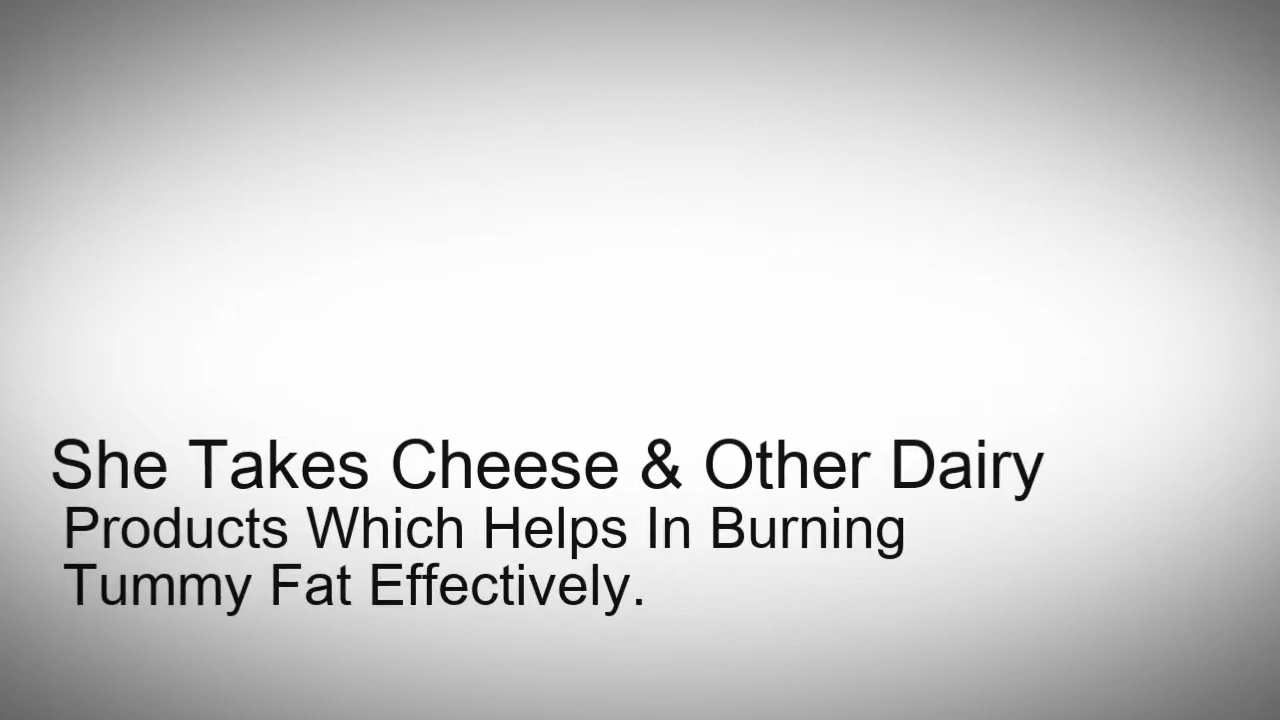 She Takes Cheese & Other Dairy
Products Which Helps In Burning
Tummy Fat Effectively.